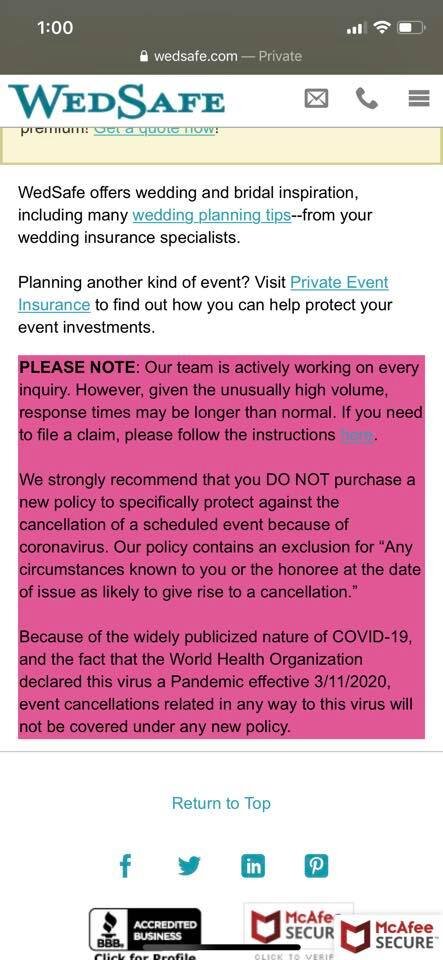 1:00
wedsafe.com — Private
WEDSAFE
premium! Get a quote now!
WedSafe offers wedding and bridal inspiration,
including many wedding planning tips--from your
wedding insurance specialists.
Planning another kind of event? Visit Private Event
Insurance to find out how you can help protect your
event investments.
PLEASE NOTE: Our team is actively working on every
inquiry. However, given the unusually high volume,
response times may be longer than normal. If you need
to file a claim, please follow the instructions here.
We strongly recommend that you DO NOT purchase a
new policy to specifically protect against the
cancellation of a scheduled event because of
coronavirus. Our policy contains an exclusion for “Any
circumstances known to you or the honoree at the date
of issue as likely to give rise to a cancellation.”
Because of the widely publicized nature of COVID-19,
and the fact that the World Health Organization
declared this virus a Pandemic effective 3/11/2020,
event cancellations related in any way to this virus will
not be covered under any new policy.
Return to Top
BBB.
ACCREDITED
BUSINESS
Click for Profile
McAfe
SECUR
CLICK TO VERIF
McAfee
SECURE™